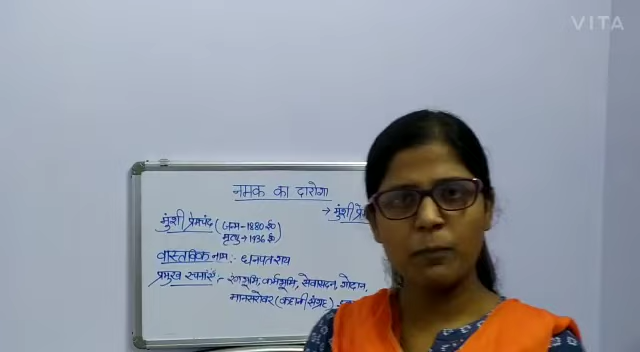 VITA
नमक का दारोगा
→ मुंशी
मुंशी प्रेमचंद (जन्म - 1880 ई०
मृत्यु → 1936 ई०)
वास्तविक नाम :- धनपत राय
प्रमुख रचनाएँ :- रंगभूमि, कर्मभूमि, सेवासदन, गोदान,
मानसरोवर (कहानी संग्रह)